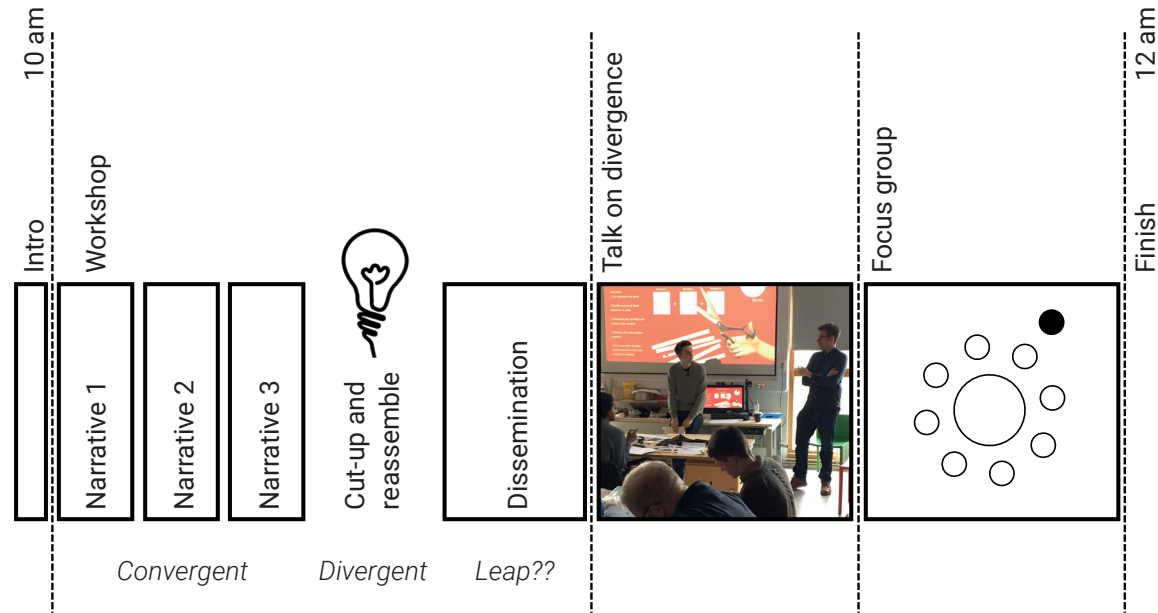 10 am
Intro
Workshop
Narrative 1
Narrative 2
Narrative 3
Cut-up and
reassemble
Dissemination
Talk on divergence
Focus group
12 am
Finish
Convergent
Divergent
Leap??